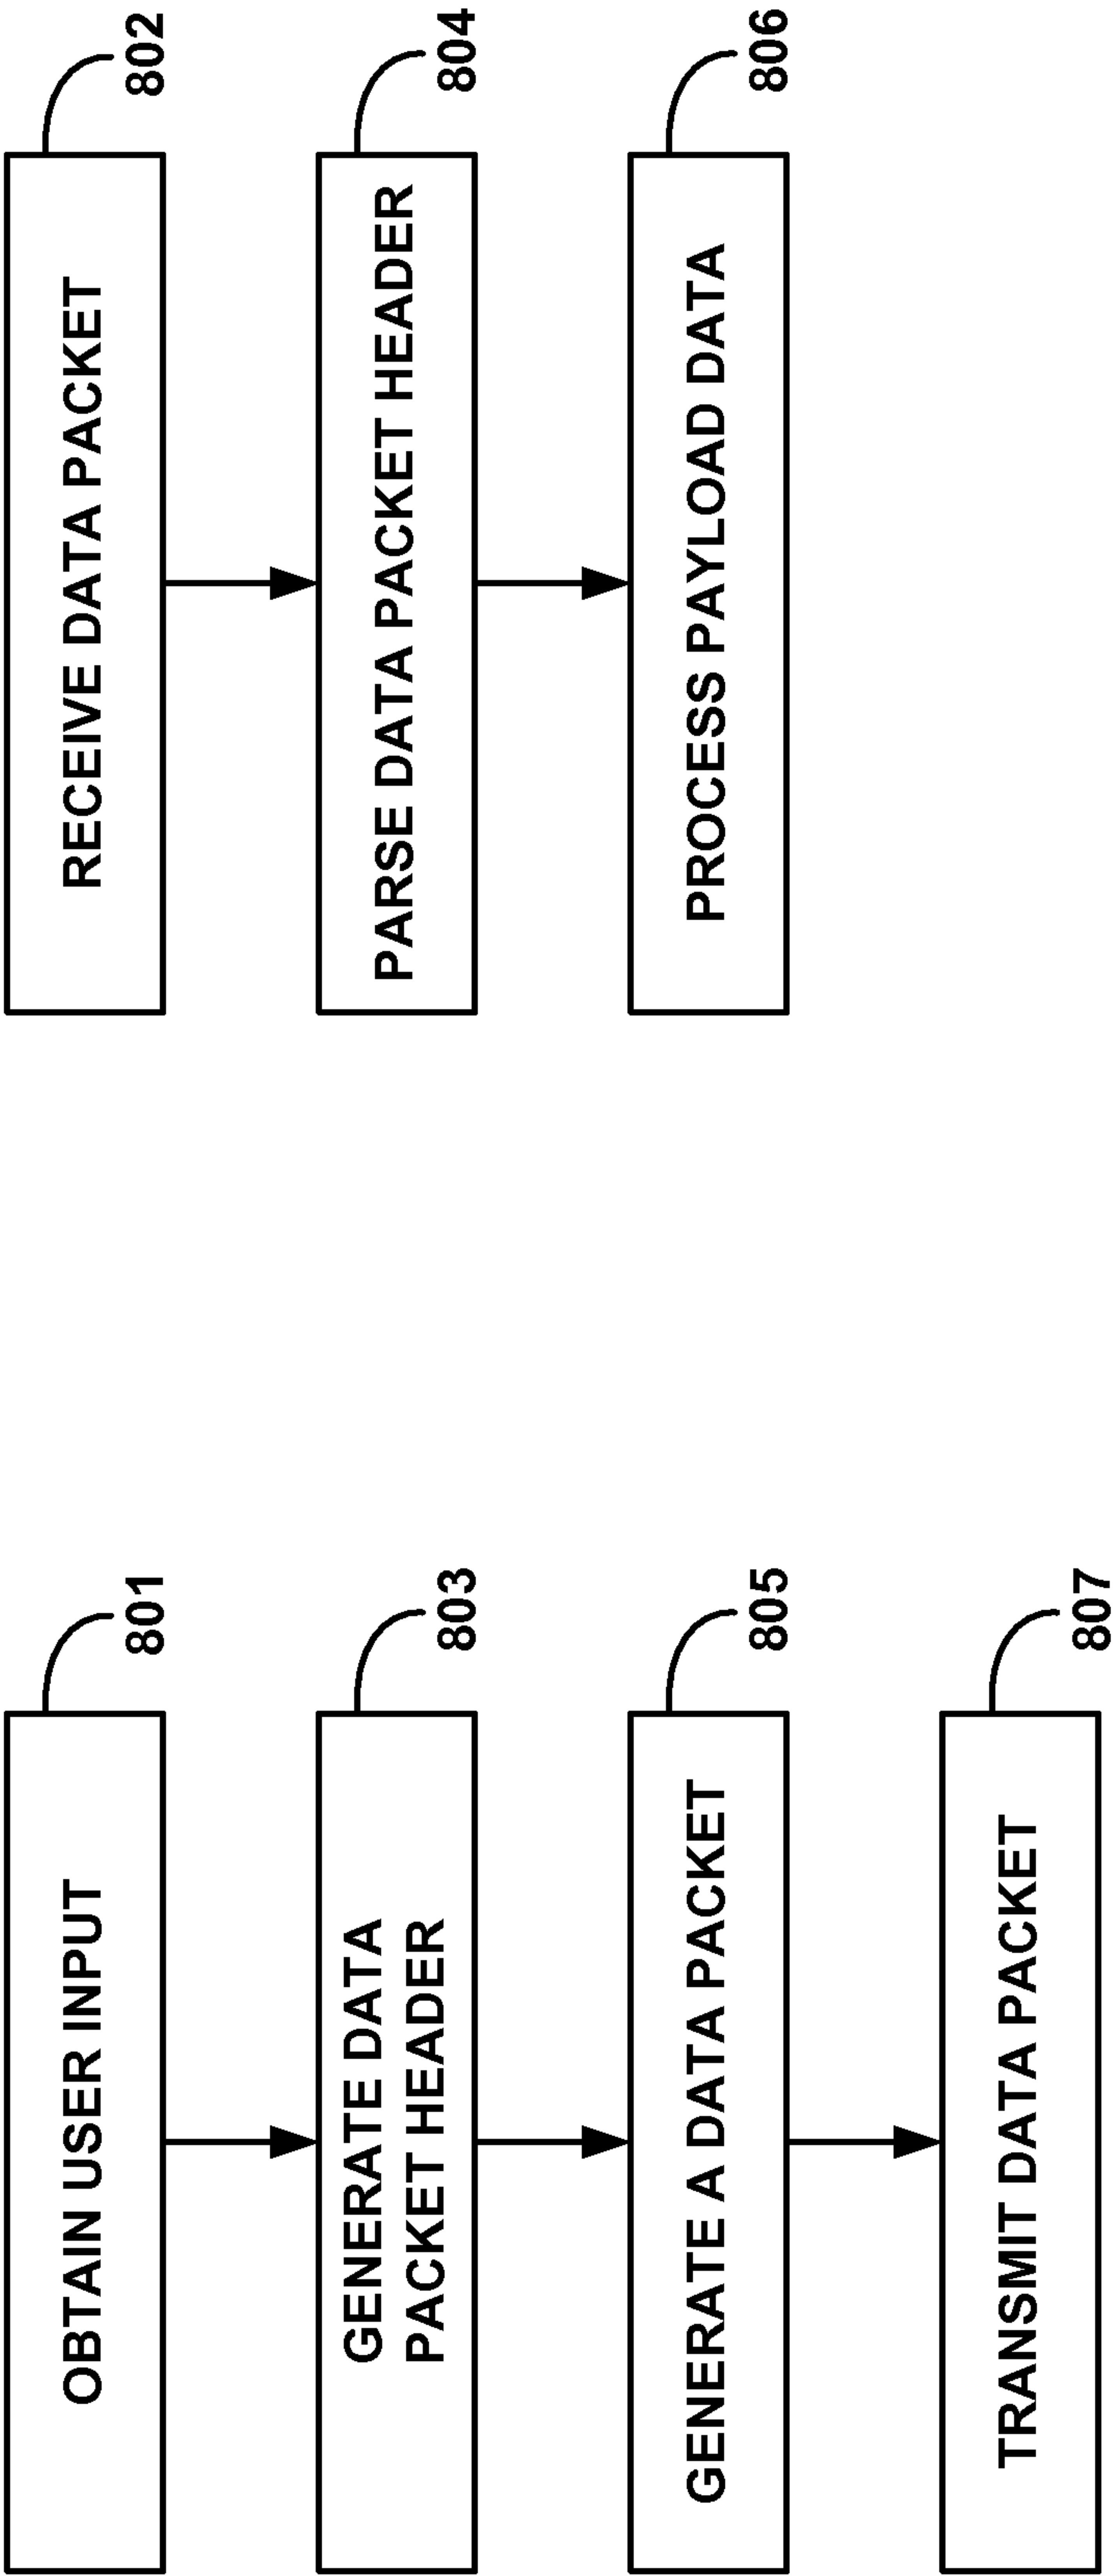 OBTAIN USER INPUT
801
GENERATE DATA
PACKET HEADER
803
GENERATE A DATA PACKET
805
TRANSMIT DATA PACKET
807
RECEIVE DATA PACKET
802
PARSE DATA PACKET HEADER
804
PROCESS PAYLOAD DATA
806